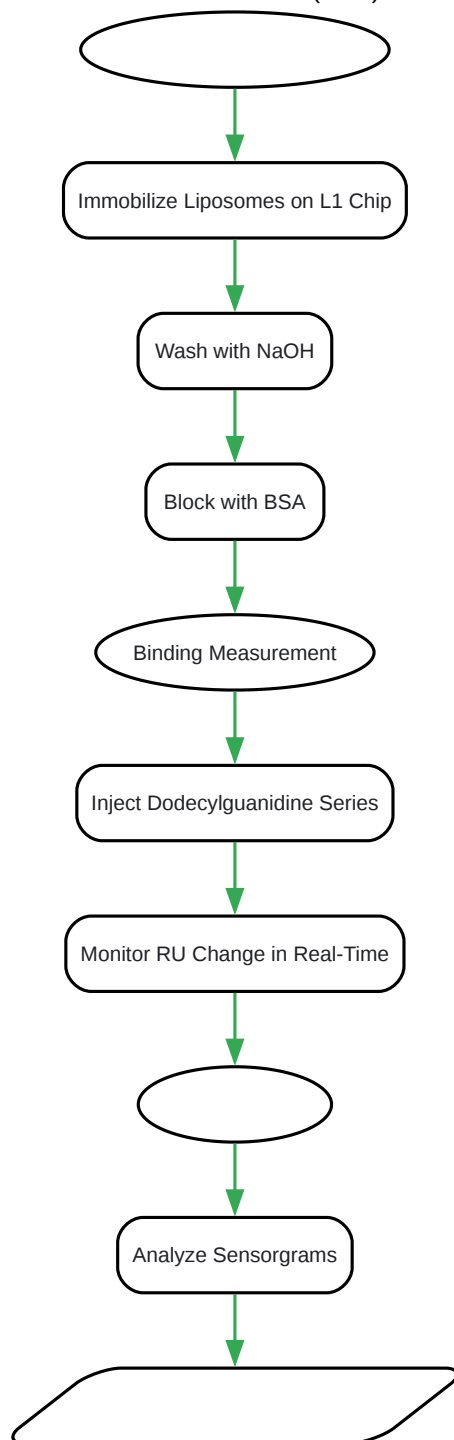 Immobilize Liposomes on L1 Chip
Wash with NaOH
Block with BSA
Binding Measurement
Inject Dodecylguanidine Series
Monitor RU Change in Real-Time
Analyze Sensorgrams